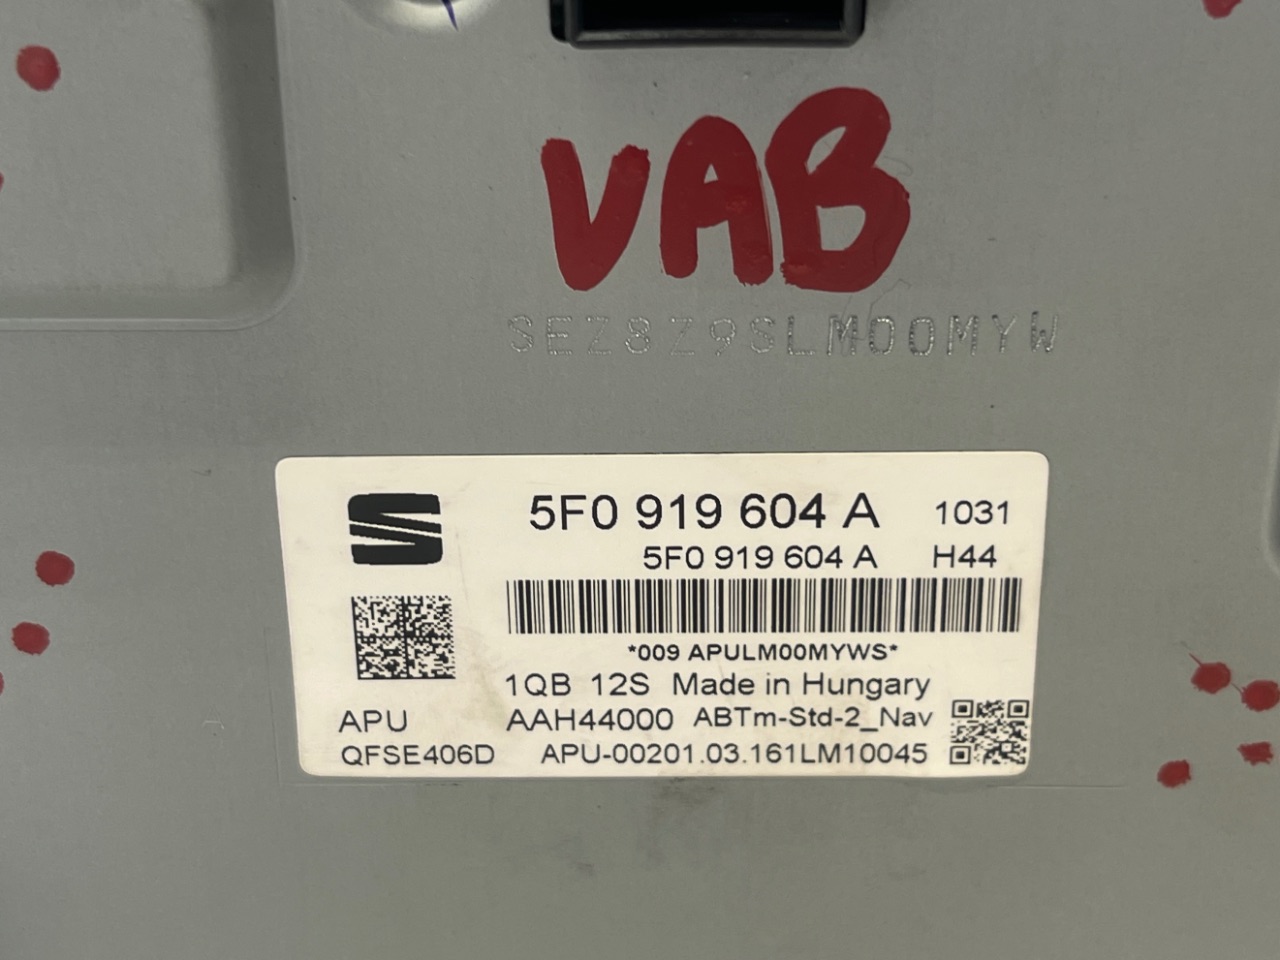 VAB
SEZ8Z9SLM00MYW
5F0 919 604 A 1031
5F0 919 604 A H44
*009 APULM00MYWS*
1QB 12S Made in Hungary
APU AAH44000 ABTm-Std-2_Nav
QFSE406D APU-00201.03.161LM10045